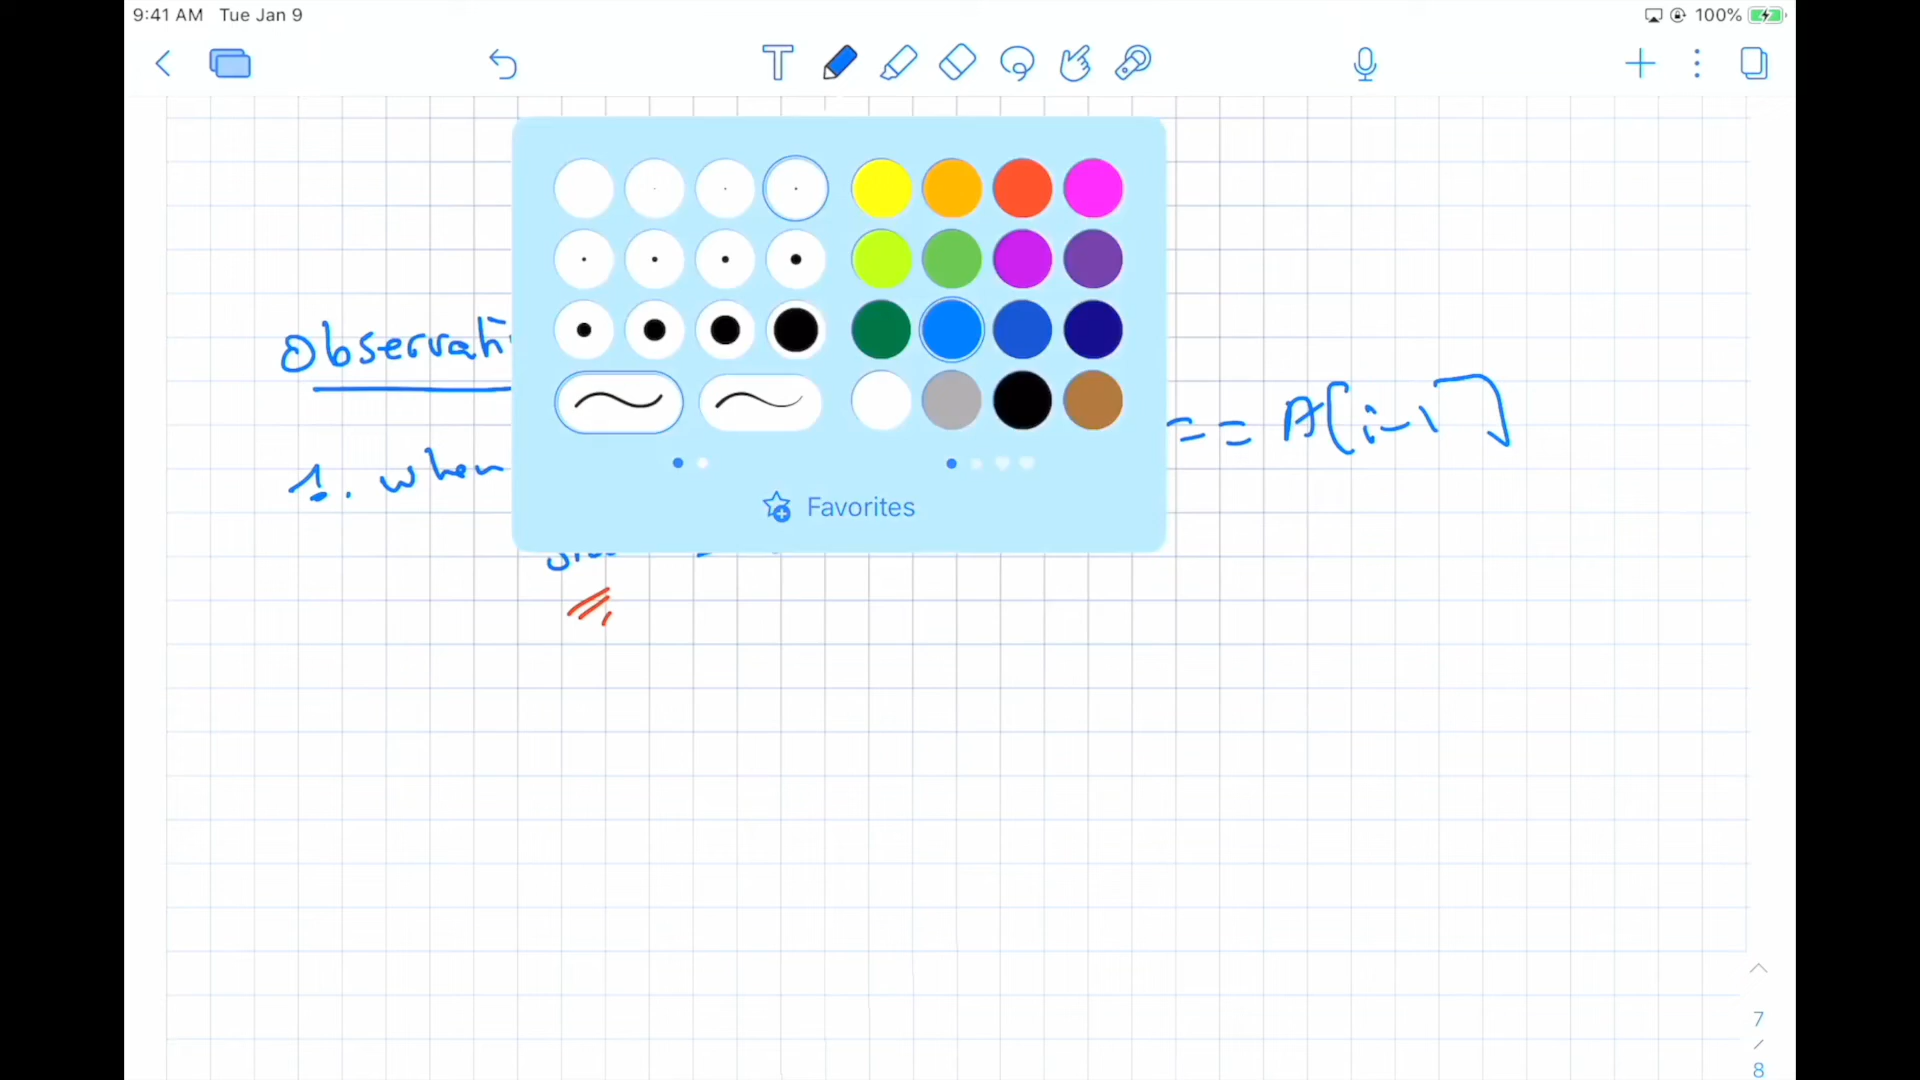 9:41 AM Tue Jan 9
100%
Observati
== A[i-1]
1. when
Favorites
7
/
8